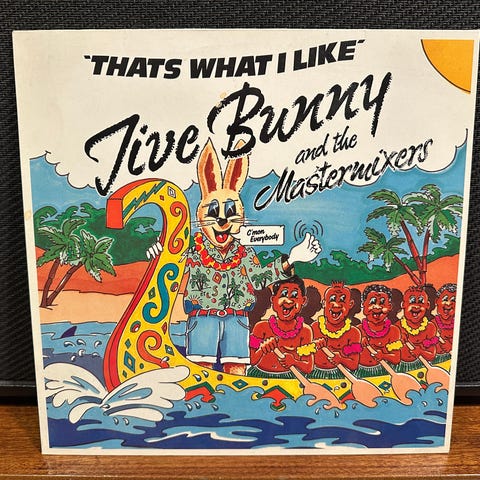 "THATS WHAT I LIKE"
Jive Bunny
and the
Mastermixers
C'mon
Everybody